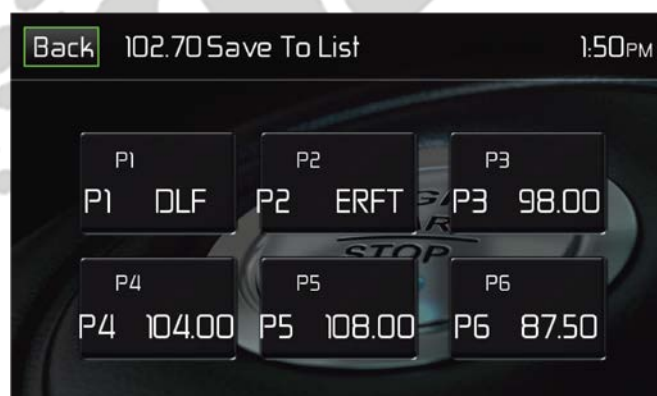 Back 102.70 Save To List 1:50PM
P1 P2 P3
P1 DLF P2 ERFT P3 98.00
STOP
P4 P5 P6
P4 104.00 P5 108.00 P6 87.50